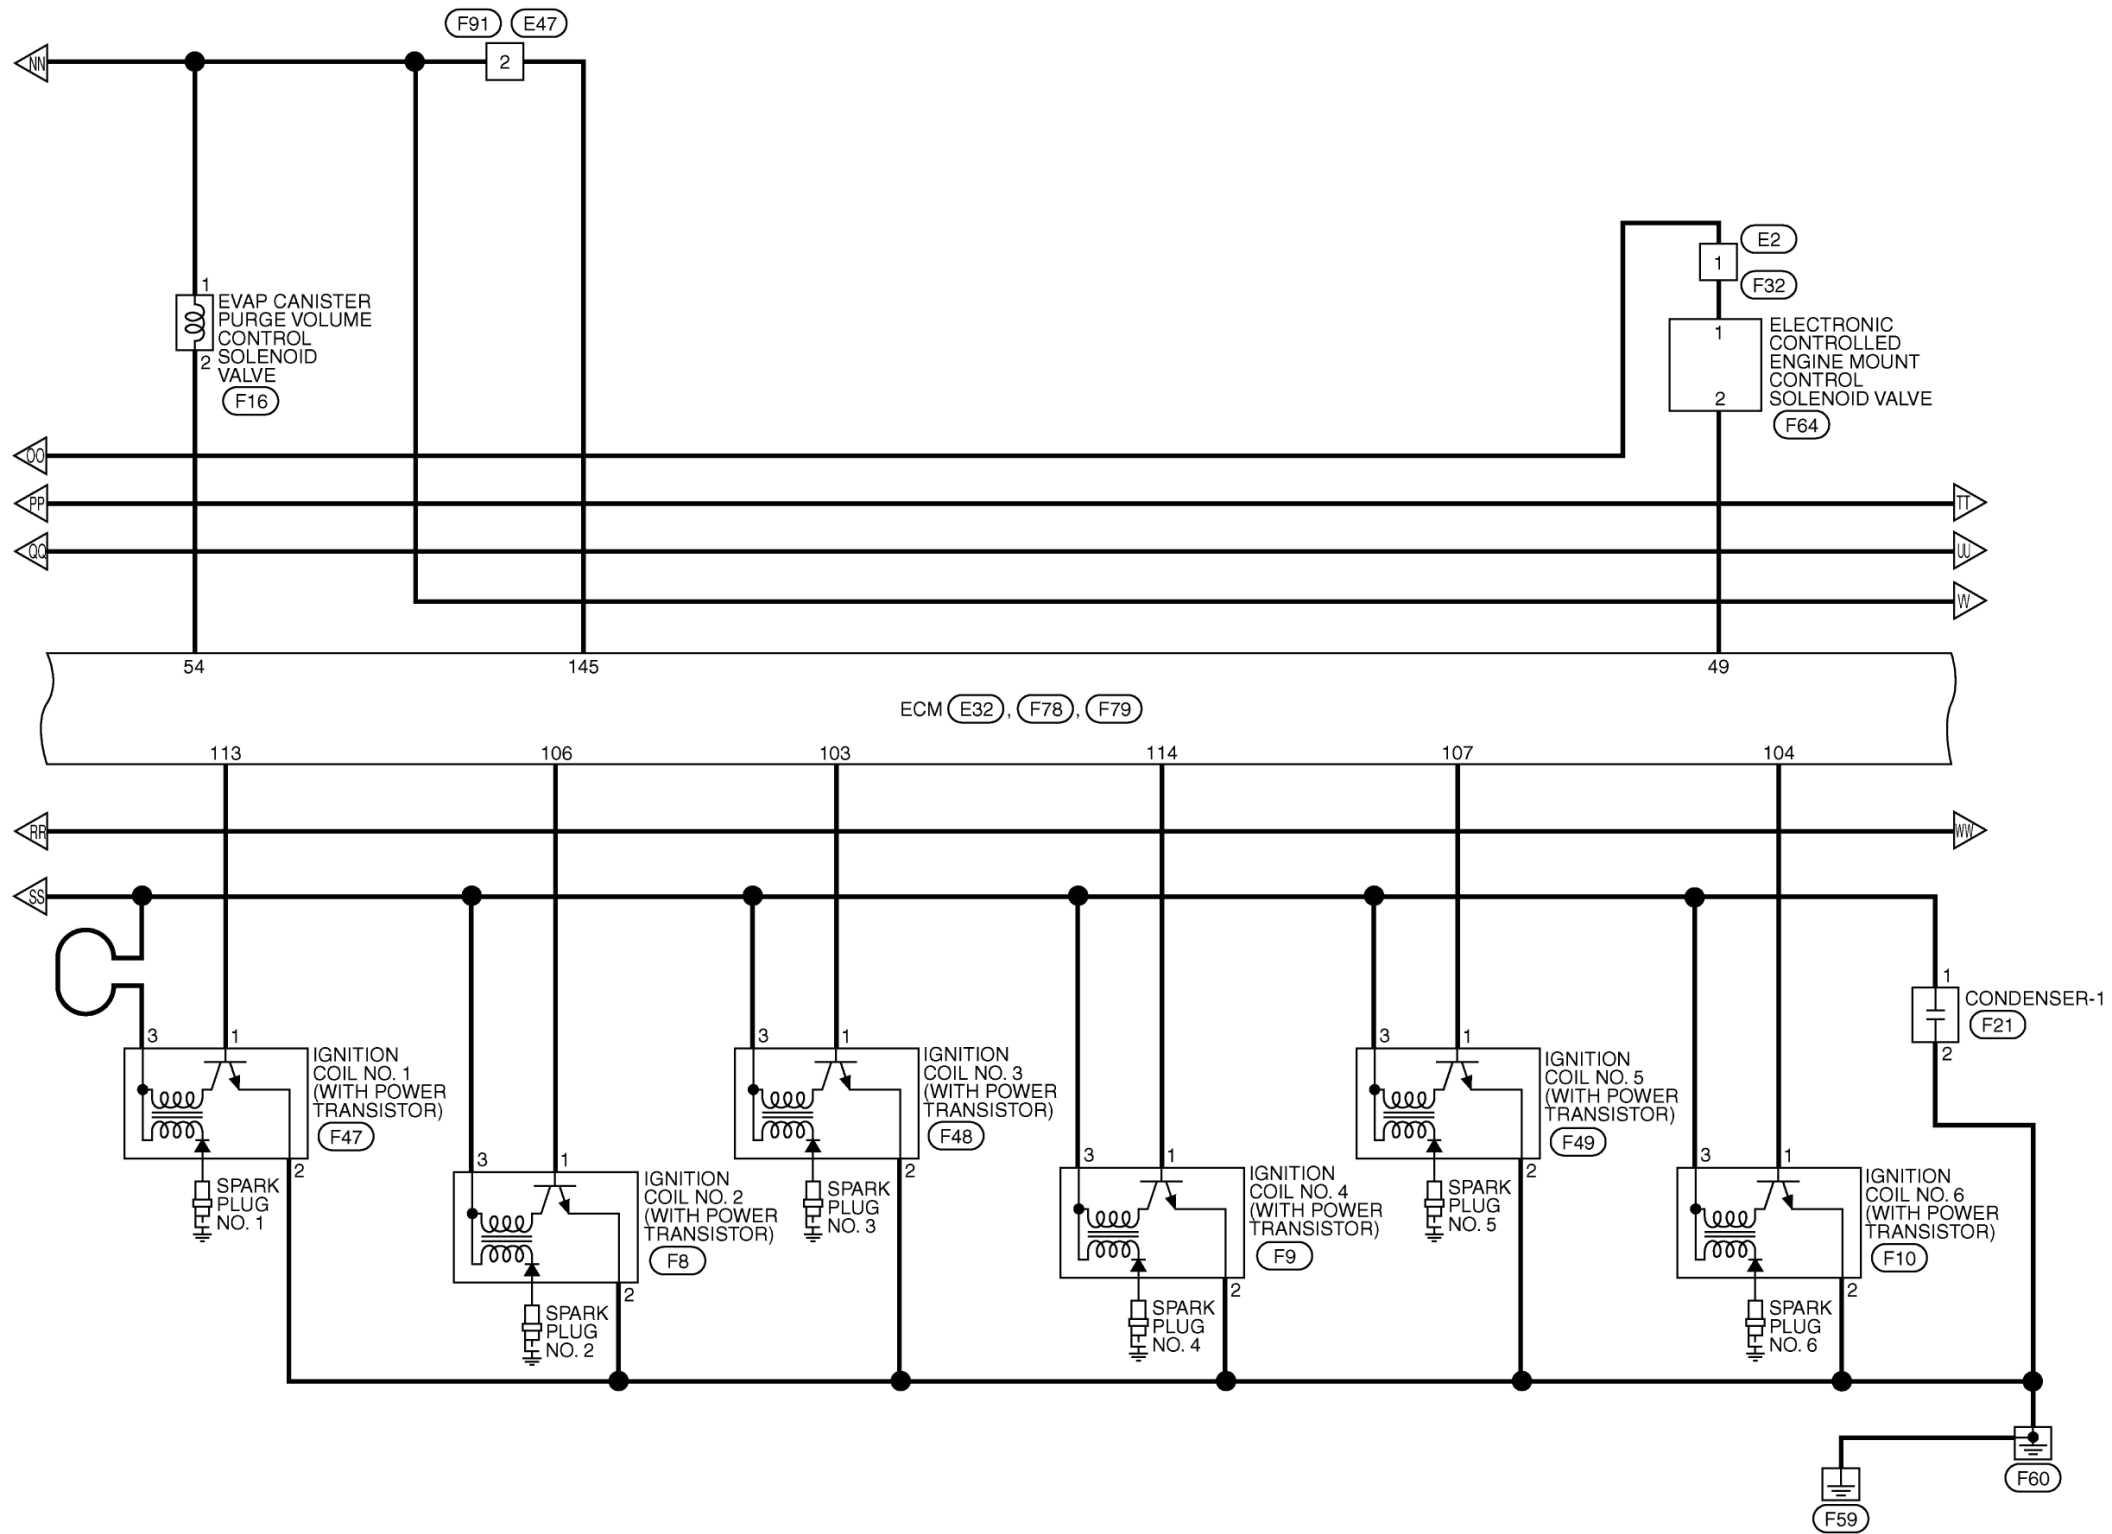 F91 E47
NN
2
E2
1
F32
1
EVAP CANISTER
PURGE VOLUME
CONTROL
SOLENOID
VALVE
2
F16
1
2
ELECTRONIC
CONTROLLED
ENGINE MOUNT
CONTROL
SOLENOID VALVE
F64
OO
PP TT
QQ UU
W
54 145 49
ECM E32 , F78 , F79
113 106 103 114 107 104
RR WW
SS
1
CONDENSER-1
F21
2
3 1
IGNITION
COIL NO. 1
(WITH POWER
TRANSISTOR)
F47
2
SPARK
PLUG
NO. 1
3 1
IGNITION
COIL NO. 2
(WITH POWER
TRANSISTOR)
F8
2
SPARK
PLUG
NO. 2
3 1
IGNITION
COIL NO. 3
(WITH POWER
TRANSISTOR)
F48
2
SPARK
PLUG
NO. 3
3 1
IGNITION
COIL NO. 4
(WITH POWER
TRANSISTOR)
F9
2
SPARK
PLUG
NO. 4
3 1
IGNITION
COIL NO. 5
(WITH POWER
TRANSISTOR)
F49
2
SPARK
PLUG
NO. 5
3 1
IGNITION
COIL NO. 6
(WITH POWER
TRANSISTOR)
F10
2
SPARK
PLUG
NO. 6
F60
F59